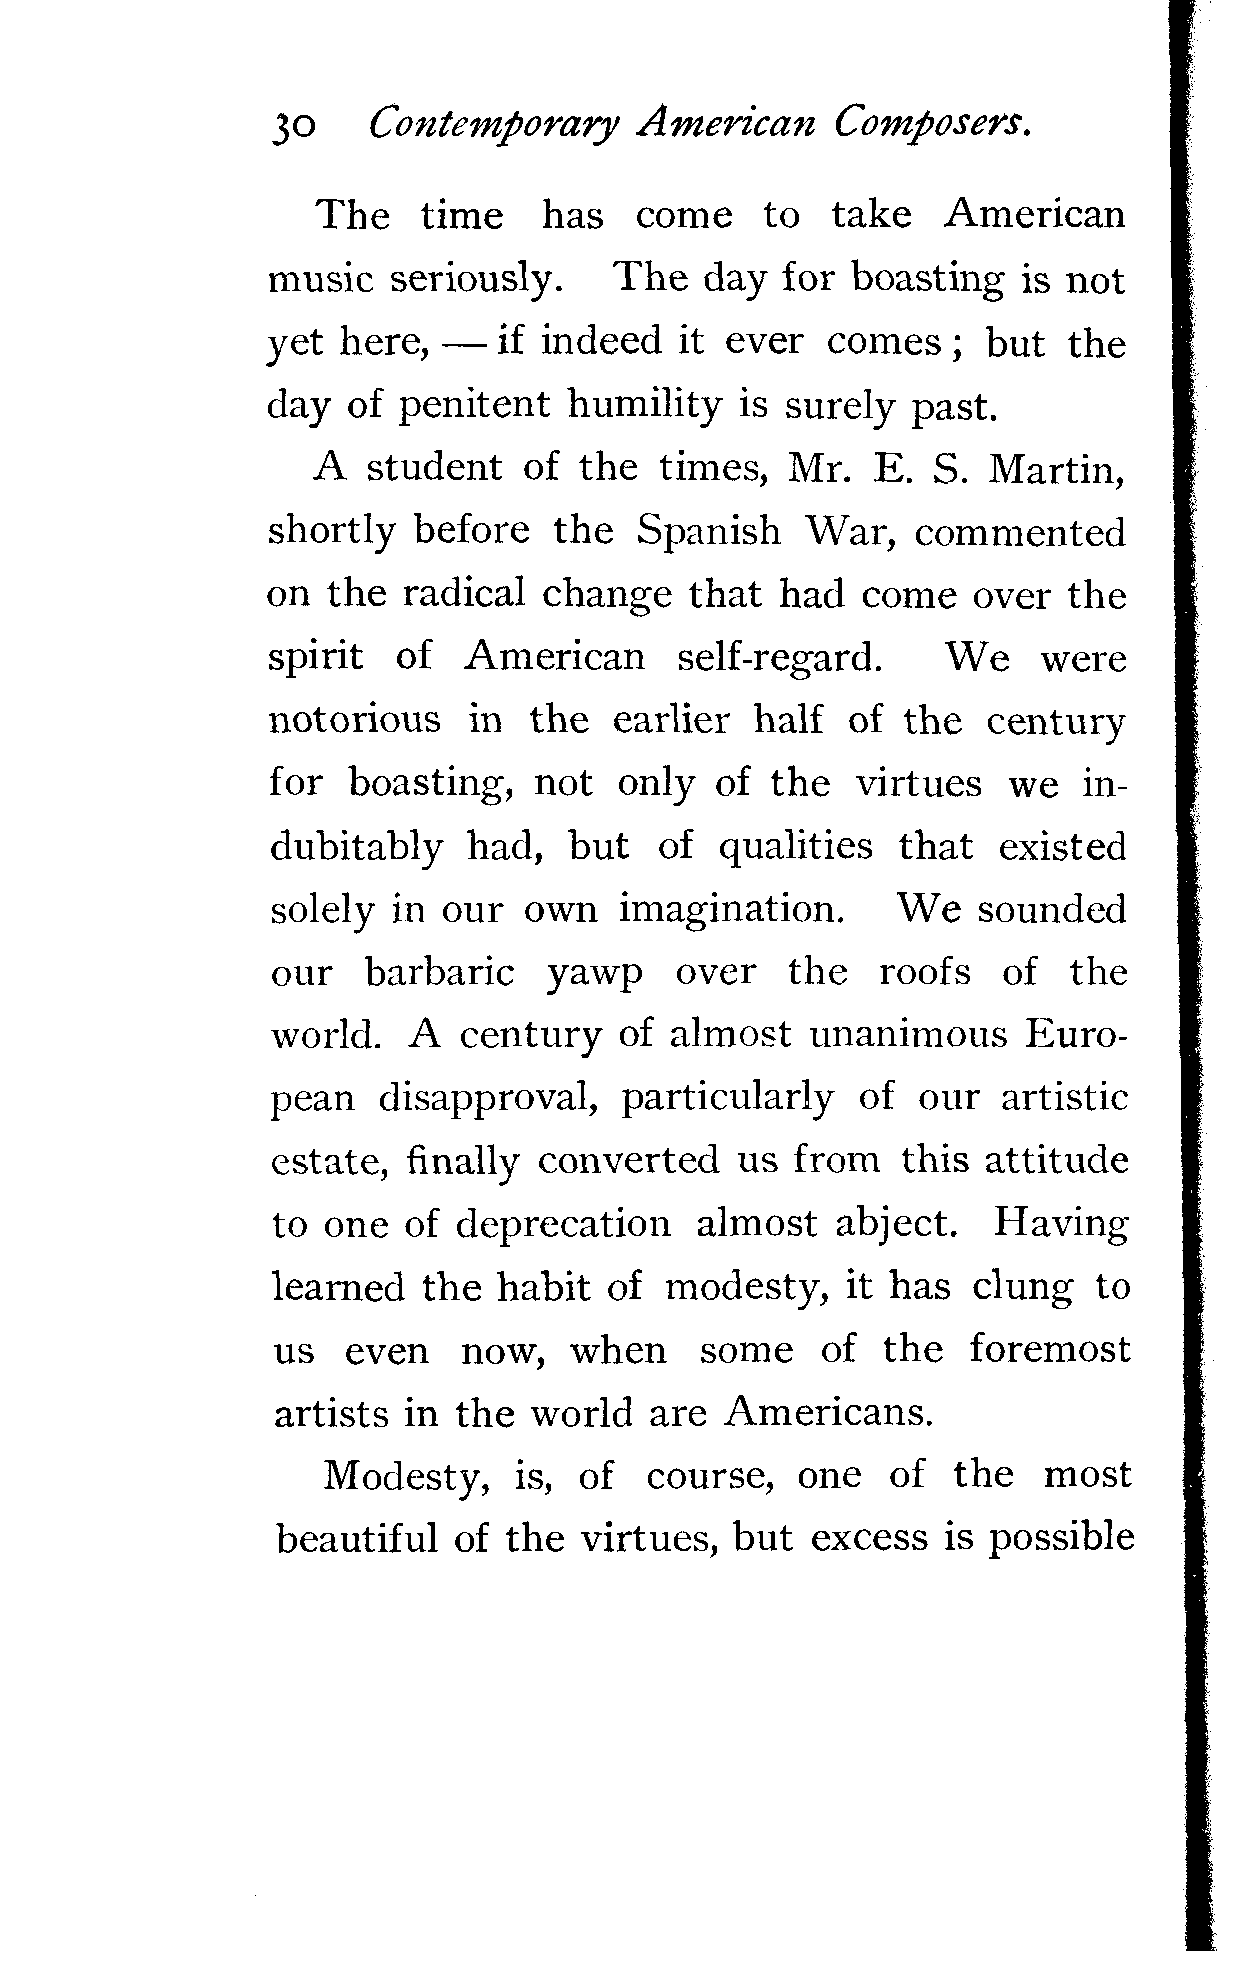 30 Contemporary American Composers.
The time has come to take American
music seriously. The day for boasting is not
yet here, — if indeed it ever comes; but the
day of penitent humility is surely past.
A student of the times, Mr. E. S. Martin,
shortly before the Spanish War, commented
on the radical change that had come over the
spirit of American self-regard. We were
notorious in the earlier half of the century
for boasting, not only of the virtues we in-
dubitably had, but of qualities that existed
solely in our own imagination. We sounded
our barbaric yawp over the roofs of the
world. A century of almost unanimous Euro-
pean disapproval, particularly of our artistic
estate, finally converted us from this attitude
to one of deprecation almost abject. Having
learned the habit of modesty, it has clung to
us even now, when some of the foremost
artists in the world are Americans.
Modesty, is, of course, one of the most
beautiful of the virtues, but excess is possible